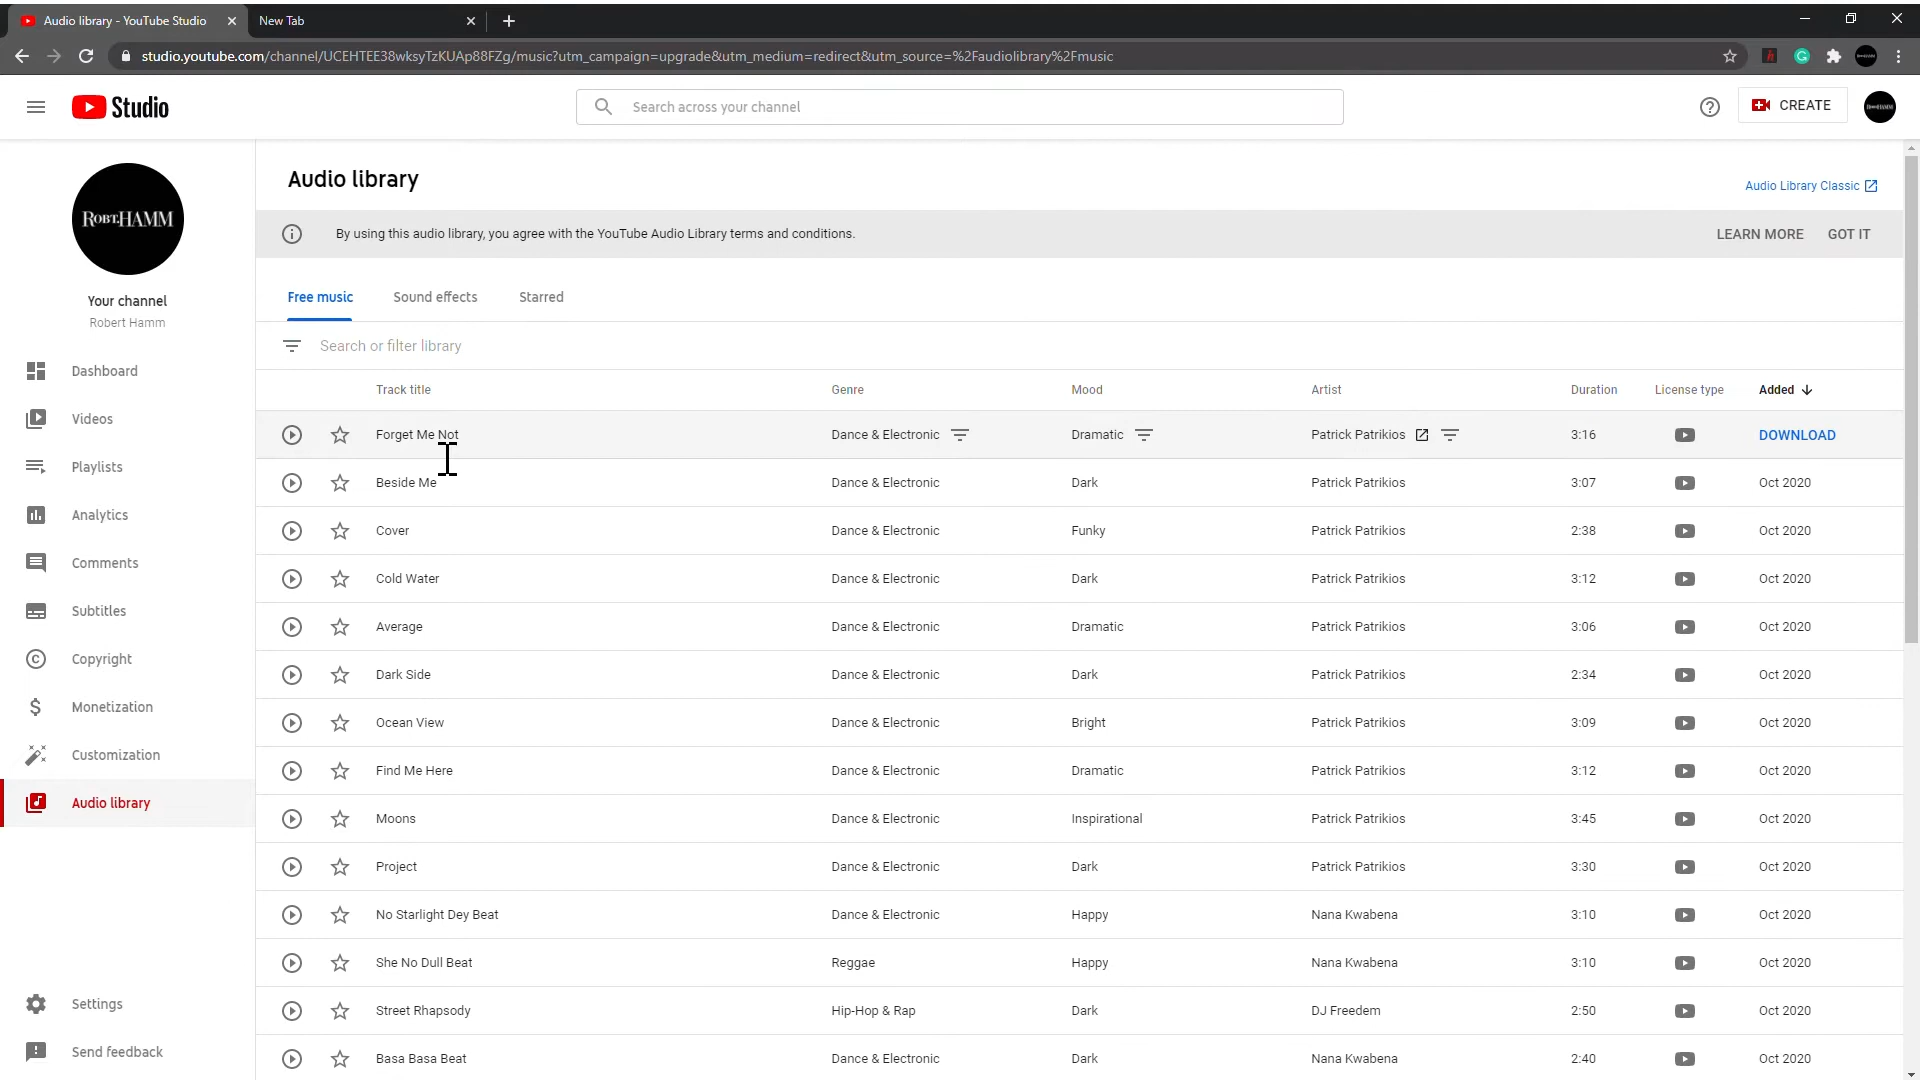 Audio library - YouTube Studio
New Tab
studio.youtube.com/channel/UCEHTEE38wksyTzKUAp88FZg/music?utm_campaign=upgrade&utm_medium=redirect&utm_source=%2Faudiolibrary%2Fmusic
Studio
Search across your channel
CREATE
ROBT.HAMM
Your channel
Robert Hamm
Dashboard
Videos
Playlists
Analytics
Comments
Subtitles
Copyright
Monetization
Customization
Audio library
Settings
Send feedback
Audio library
Audio Library Classic
By using this audio library, you agree with the YouTube Audio Library terms and conditions.
LEARN MORE GOT IT
Free music Sound effects Starred
Search or filter library
Track title Genre Mood Artist Duration License type Added
Forget Me Not Dance & Electronic Dramatic Patrick Patrikios 3:16 DOWNLOAD
Beside Me Dance & Electronic Dark Patrick Patrikios 3:07 Oct 2020
Cover Dance & Electronic Funky Patrick Patrikios 2:38 Oct 2020
Cold Water Dance & Electronic Dark Patrick Patrikios 3:12 Oct 2020
Average Dance & Electronic Dramatic Patrick Patrikios 3:06 Oct 2020
Dark Side Dance & Electronic Dark Patrick Patrikios 2:34 Oct 2020
Ocean View Dance & Electronic Bright Patrick Patrikios 3:09 Oct 2020
Find Me Here Dance & Electronic Dramatic Patrick Patrikios 3:12 Oct 2020
Moons Dance & Electronic Inspirational Patrick Patrikios 3:45 Oct 2020
Project Dance & Electronic Dark Patrick Patrikios 3:30 Oct 2020
No Starlight Dey Beat Dance & Electronic Happy Nana Kwabena 3:10 Oct 2020
She No Dull Beat Reggae Happy Nana Kwabena 3:10 Oct 2020
Street Rhapsody Hip-Hop & Rap Dark DJ Freedem 2:50 Oct 2020
Basa Basa Beat Dance & Electronic Dark Nana Kwabena 2:40 Oct 2020